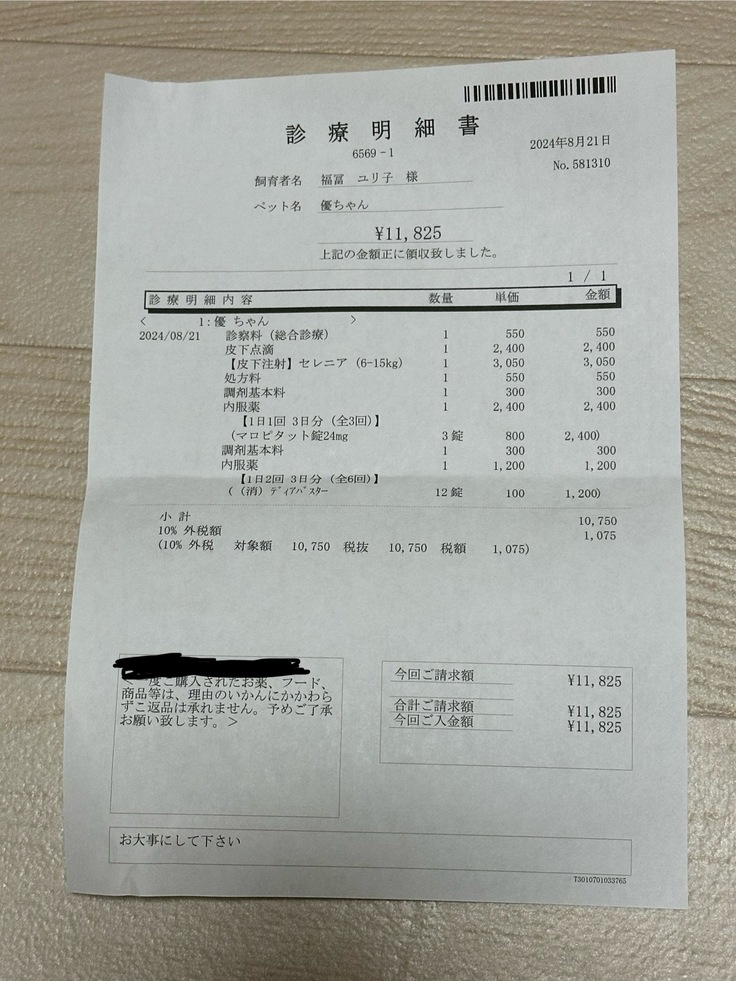 診療明細書
6569-1
2024年8月21日
No.581310
飼育者名 福冨 ユリ子 様
ペット名 優ちゃん
¥11,825
上記の金額正に領収致しました。
1 / 1
診療明細内容 数量 単価 金額
< 1:優 ちゃん >
2024/08/21 診察料(総合診療) 1 550 550
皮下点滴 1 2,400 2,400
【皮下注射】セレニア(6-15kg) 1 3,050 3,050
処方料 1 550 550
調剤基本料 1 300 300
内服薬 1 2,400 2,400
【1日1回 3日分(全3回)】
(マロピタット錠24mg 3錠 800 2,400)
調剤基本料 1 300 300
内服薬 1 1,200 1,200
【1日2回 3日分(全6回)】
((消)ディアバスター 12錠 100 1,200)
小計 10,750
10% 外税額 1,075
(10% 外税 対象額 10,750 税抜 10,750 税額 1,075)
< 度ご購入されたお薬、フード、
商品等は、理由のいかんにかかわら
ずご返品は承れません。予めご了承
お願い致します。>
今回ご請求額 ¥11,825
合計ご請求額 ¥11,825
今回ご入金額 ¥11,825
お大事にして下さい
T3010701033765